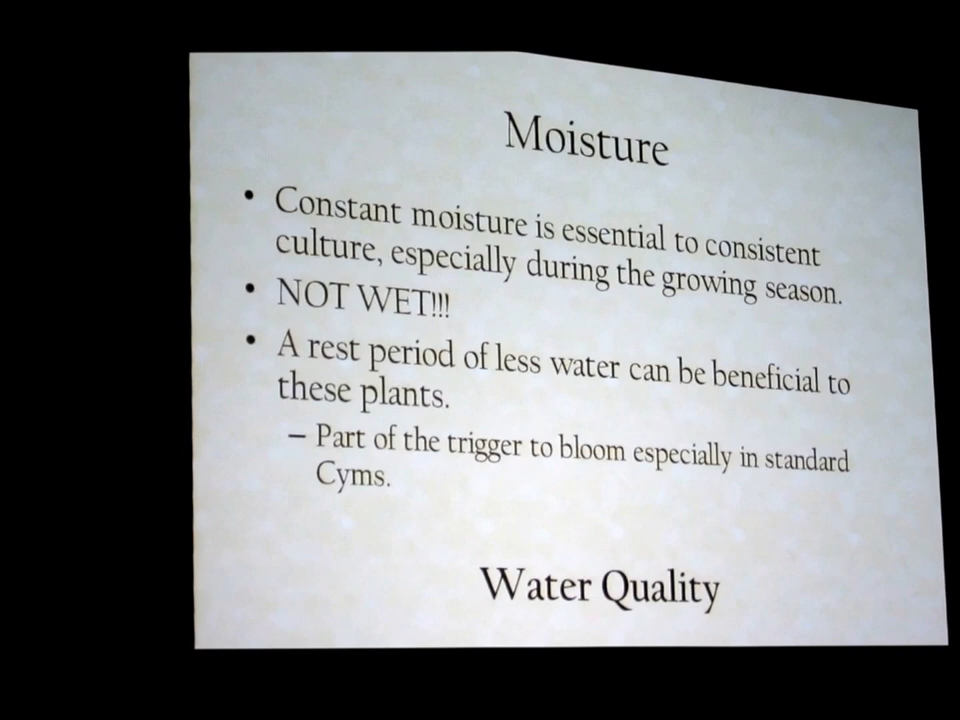 Moisture
• Constant moisture is essential to consistent
culture, especially during the growing season.
• NOT WET!!!
• A rest period of less water can be beneficial to
these plants.
– Part of the trigger to bloom especially in standard
Cyms.
Water Quality